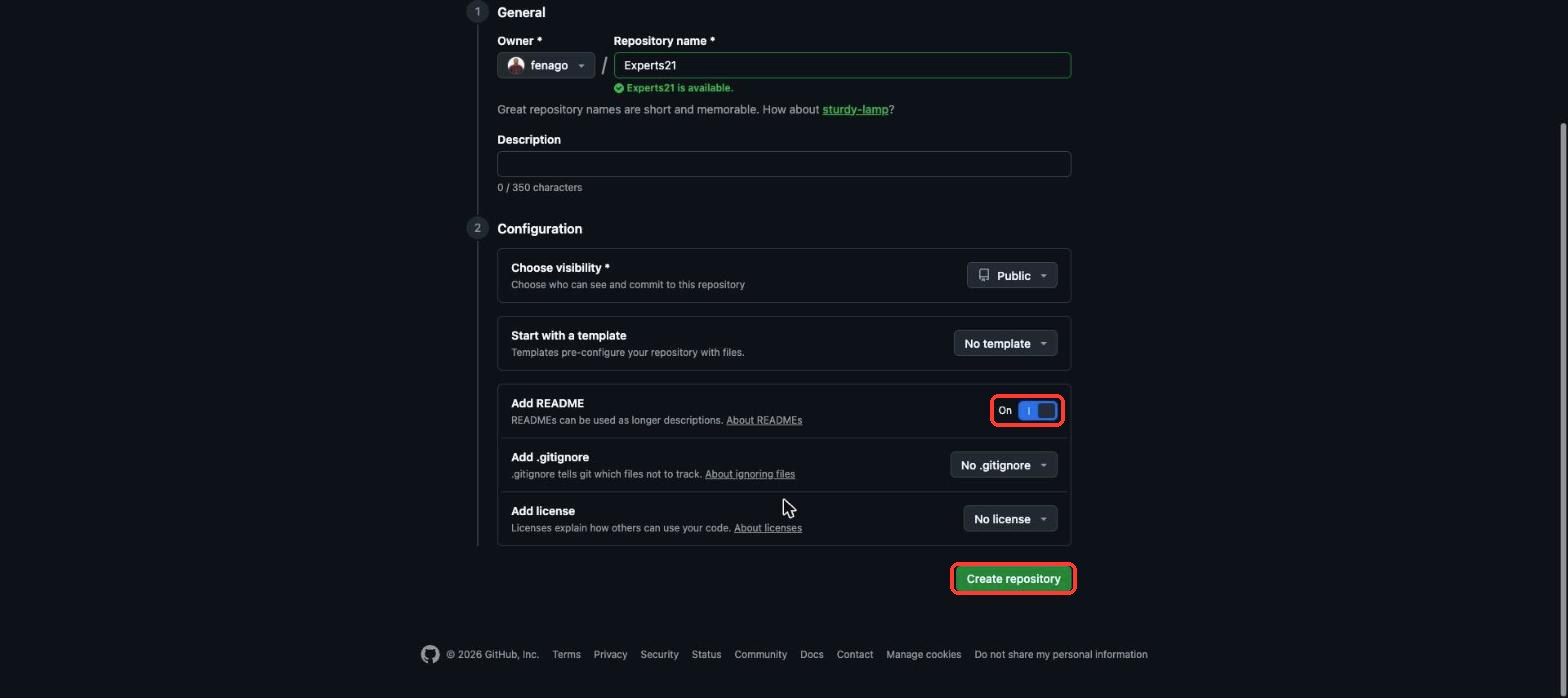 1 General
Owner * Repository name *
fenago / Experts21
Experts21 is available.
Great repository names are short and memorable. How about sturdy-lamp?
Description
0 / 350 characters
2 Configuration
Choose visibility *
Choose who can see and commit to this repository
Public
Start with a template
Templates pre-configure your repository with files.
No template
Add README
READMEs can be used as longer descriptions. About READMEs
On
Add .gitignore
.gitignore tells git which files not to track. About ignoring files
No .gitignore
Add license
Licenses explain how others can use your code. About licenses
No license
Create repository
© 2026 GitHub, Inc. Terms Privacy Security Status Community Docs Contact Manage cookies Do not share my personal information